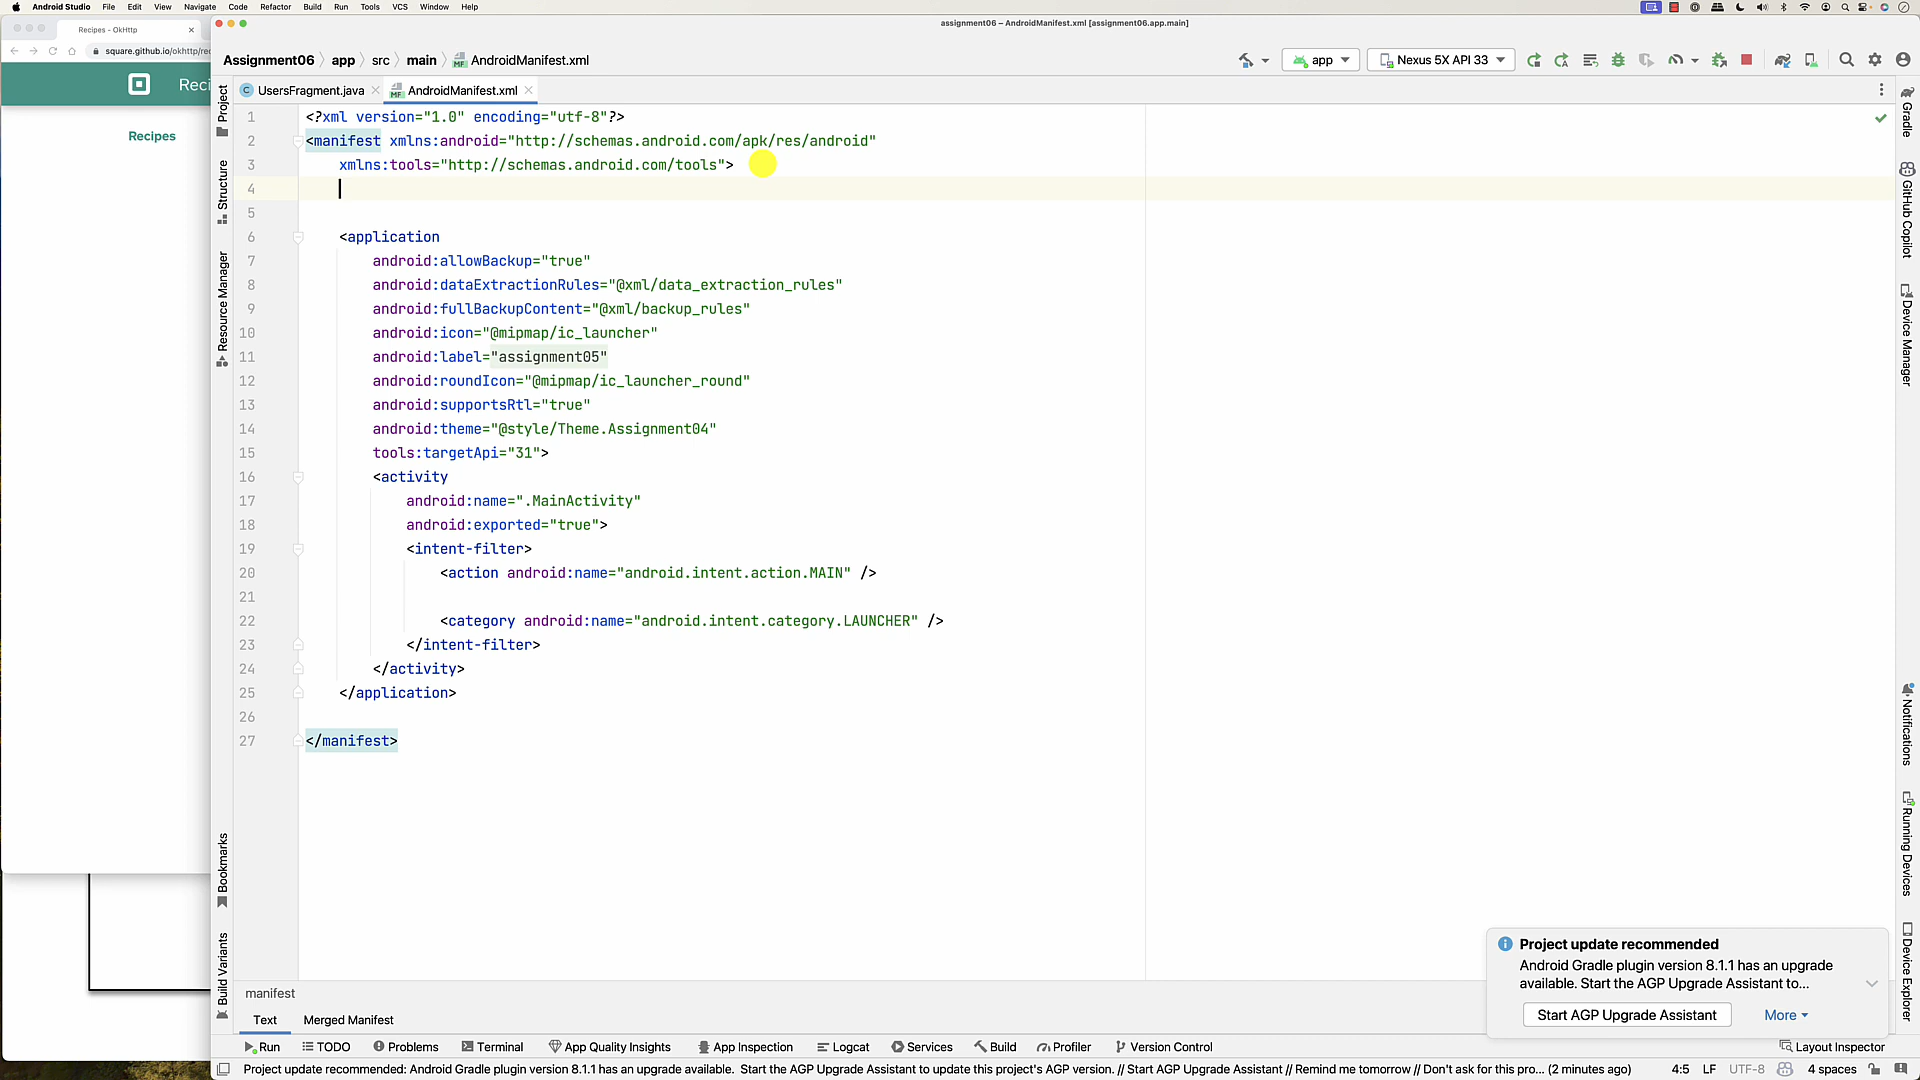 Android Studio File Edit View Navigate Code Refactor Build Run Tools VCS Window Help
assignment06 – AndroidManifest.xml [assignment06.app.main]
Recipes - OkHttp
square.github.io/okhttp/rec
Reci
Recipes
Assignment06 app src main AndroidManifest.xml
app Nexus 5X API 33
UsersFragment.java AndroidManifest.xml
1 <?xml version="1.0" encoding="utf-8"?>
2 <manifest xmlns:android="http://schemas.android.com/apk/res/android"
3 xmlns:tools="http://schemas.android.com/tools">
4
5
6 <application
7 android:allowBackup="true"
8 android:dataExtractionRules="@xml/data_extraction_rules"
9 android:fullBackupContent="@xml/backup_rules"
10 android:icon="@mipmap/ic_launcher"
11 android:label="assignment05"
12 android:roundIcon="@mipmap/ic_launcher_round"
13 android:supportsRtl="true"
14 android:theme="@style/Theme.Assignment04"
15 tools:targetApi="31">
16 <activity
17 android:name=".MainActivity"
18 android:exported="true">
19 <intent-filter>
20 <action android:name="android.intent.action.MAIN" />
21
22 <category android:name="android.intent.category.LAUNCHER" />
23 </intent-filter>
24 </activity>
25 </application>
26
27 </manifest>
Project
Structure
Resource Manager
Bookmarks
Build Variants
Gradle
GitHub Copilot
Device Manager
Notifications
Running Devices
Device Explorer
Project update recommended
Android Gradle plugin version 8.1.1 has an upgrade
available. Start the AGP Upgrade Assistant to...
Start AGP Upgrade Assistant More
manifest
Text Merged Manifest
Run TODO Problems Terminal App Quality Insights App Inspection Logcat Services Build Profiler Version Control Layout Inspector
Project update recommended: Android Gradle plugin version 8.1.1 has an upgrade available. Start the AGP Upgrade Assistant to update this project's AGP version. // Start AGP Upgrade Assistant // Remind me tomorrow // Don't ask for this pro... (2 minutes ago) 4:5 LF UTF-8 4 spaces